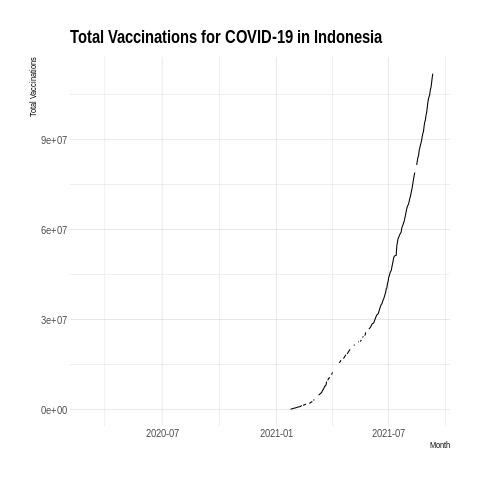 Total Vaccinations for COVID-19 in Indonesia
Total Vaccinations
9e+07
6e+07
3e+07
0e+00
2020-07
2021-01
2021-07
Month